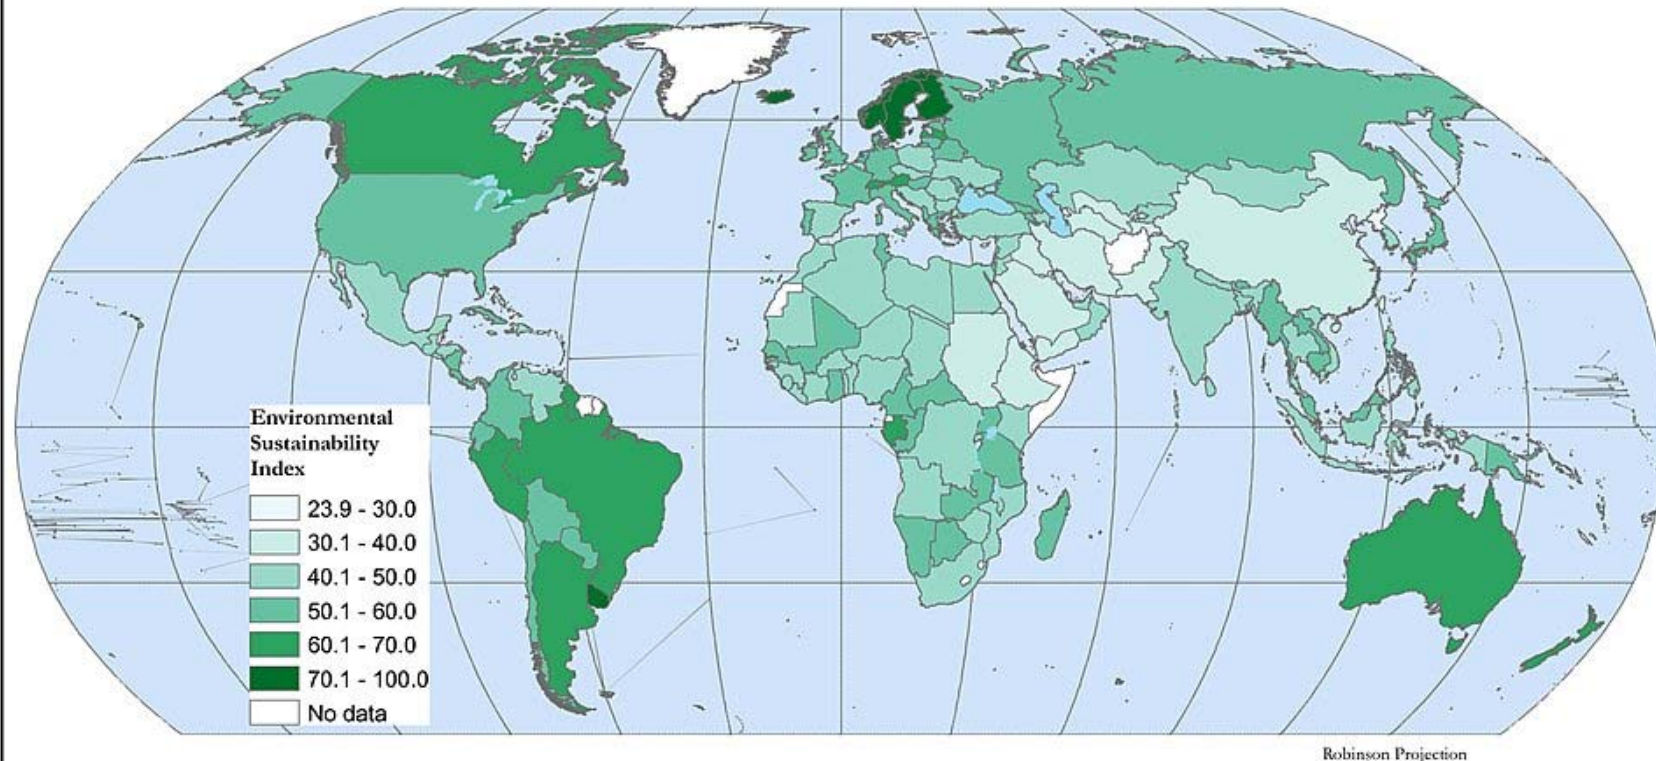 Environmental
Sustainability
Index
23.9 - 30.0
30.1 - 40.0
40.1 - 50.0
50.1 - 60.0
60.1 - 70.0
70.1 - 100.0
No data
Robinson Projection